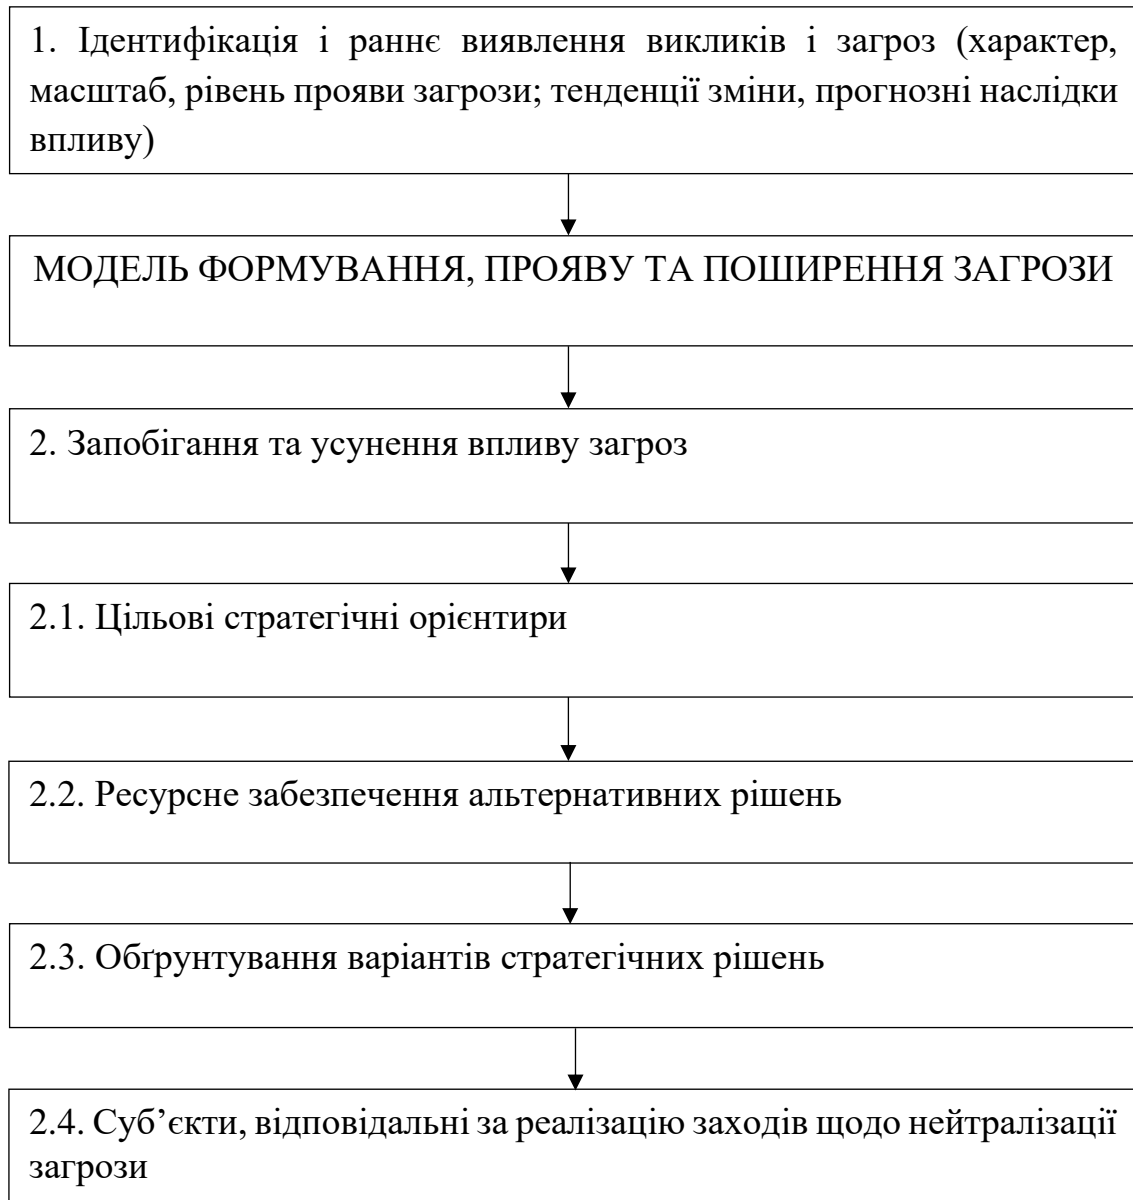 1. Ідентифікація і раннє виявлення викликів і загроз (характер,
масштаб, рівень прояви загрози; тенденції зміни, прогнозні наслідки
впливу)
МОДЕЛЬ ФОРМУВАННЯ, ПРОЯВУ ТА ПОШИРЕННЯ ЗАГРОЗИ
2. Запобігання та усунення впливу загроз
2.1. Цільові стратегічні орієнтири
2.2. Ресурсне забезпечення альтернативних рішень
2.3. Обґрунтування варіантів стратегічних рішень
2.4. Суб’єкти, відповідальні за реалізацію заходів щодо нейтралізації
загрози